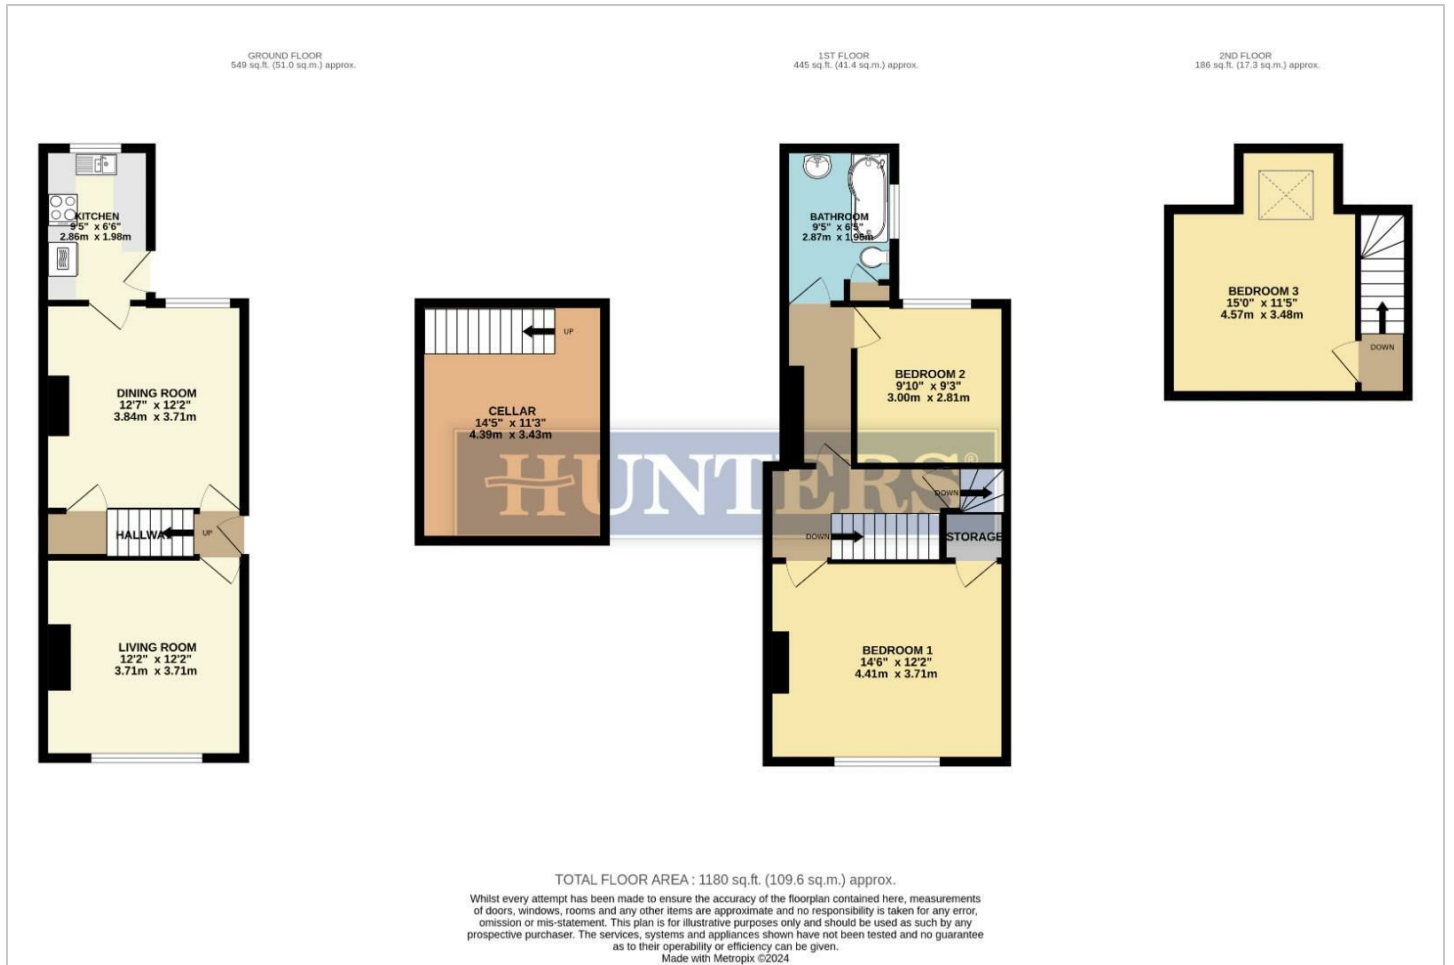 GROUND FLOOR
549 sq.ft. (51.0 sq.m.) approx.
1ST FLOOR
445 sq.ft. (41.4 sq.m.) approx.
2ND FLOOR
186 sq.ft. (17.3 sq.m.) approx.
KITCHEN
9'5" x 6'6"
2.86m x 1.98m
DINING ROOM
12'7" x 12'2"
3.84m x 3.71m
HALLWAY
UP
LIVING ROOM
12'2" x 12'2"
3.71m x 3.71m
UP
CELLAR
14'5" x 11'3"
4.39m x 3.43m
BATHROOM
9'5" x 6'5"
2.87m x 1.95m
BEDROOM 2
9'10" x 9'3"
3.00m x 2.81m
DOWN
DOWN
STORAGE
BEDROOM 1
14'6" x 12'2"
4.41m x 3.71m
BEDROOM 3
15'0" x 11'5"
4.57m x 3.48m
DOWN
HUNTERS®
TOTAL FLOOR AREA : 1180 sq.ft. (109.6 sq.m.) approx.
Whilst every attempt has been made to ensure the accuracy of the floorplan contained here, measurements
of doors, windows, rooms and any other items are approximate and no responsibility is taken for any error,
omission or mis-statement. This plan is for illustrative purposes only and should be used as such by any
prospective purchaser. The services, systems and appliances shown have not been tested and no guarantee
as to their operability or efficiency can be given.
Made with Metropix ©2024